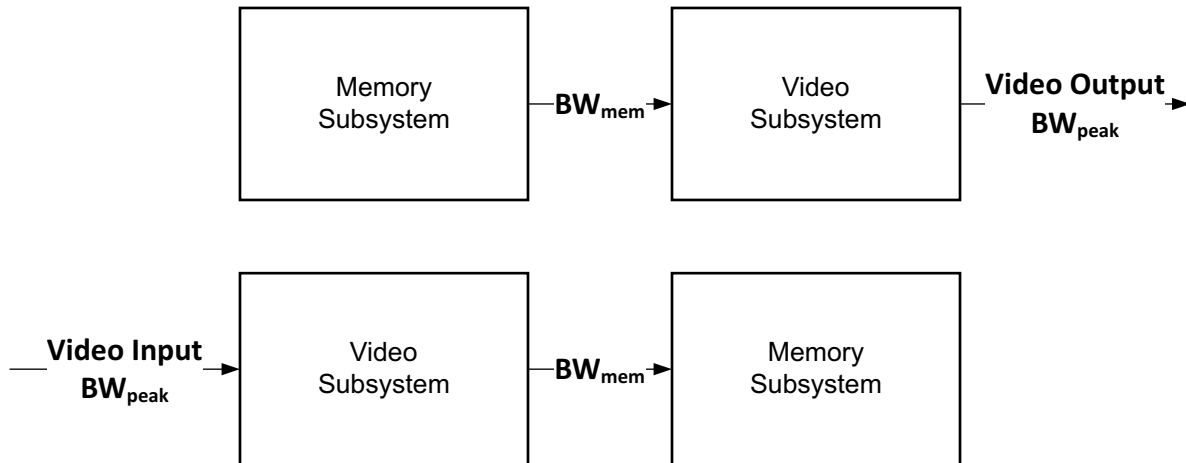 Memory
Subsystem
BWmem
Video
Subsystem
Video Output
BWpeak
Video Input
BWpeak
Video
Subsystem
BWmem
Memory
Subsystem